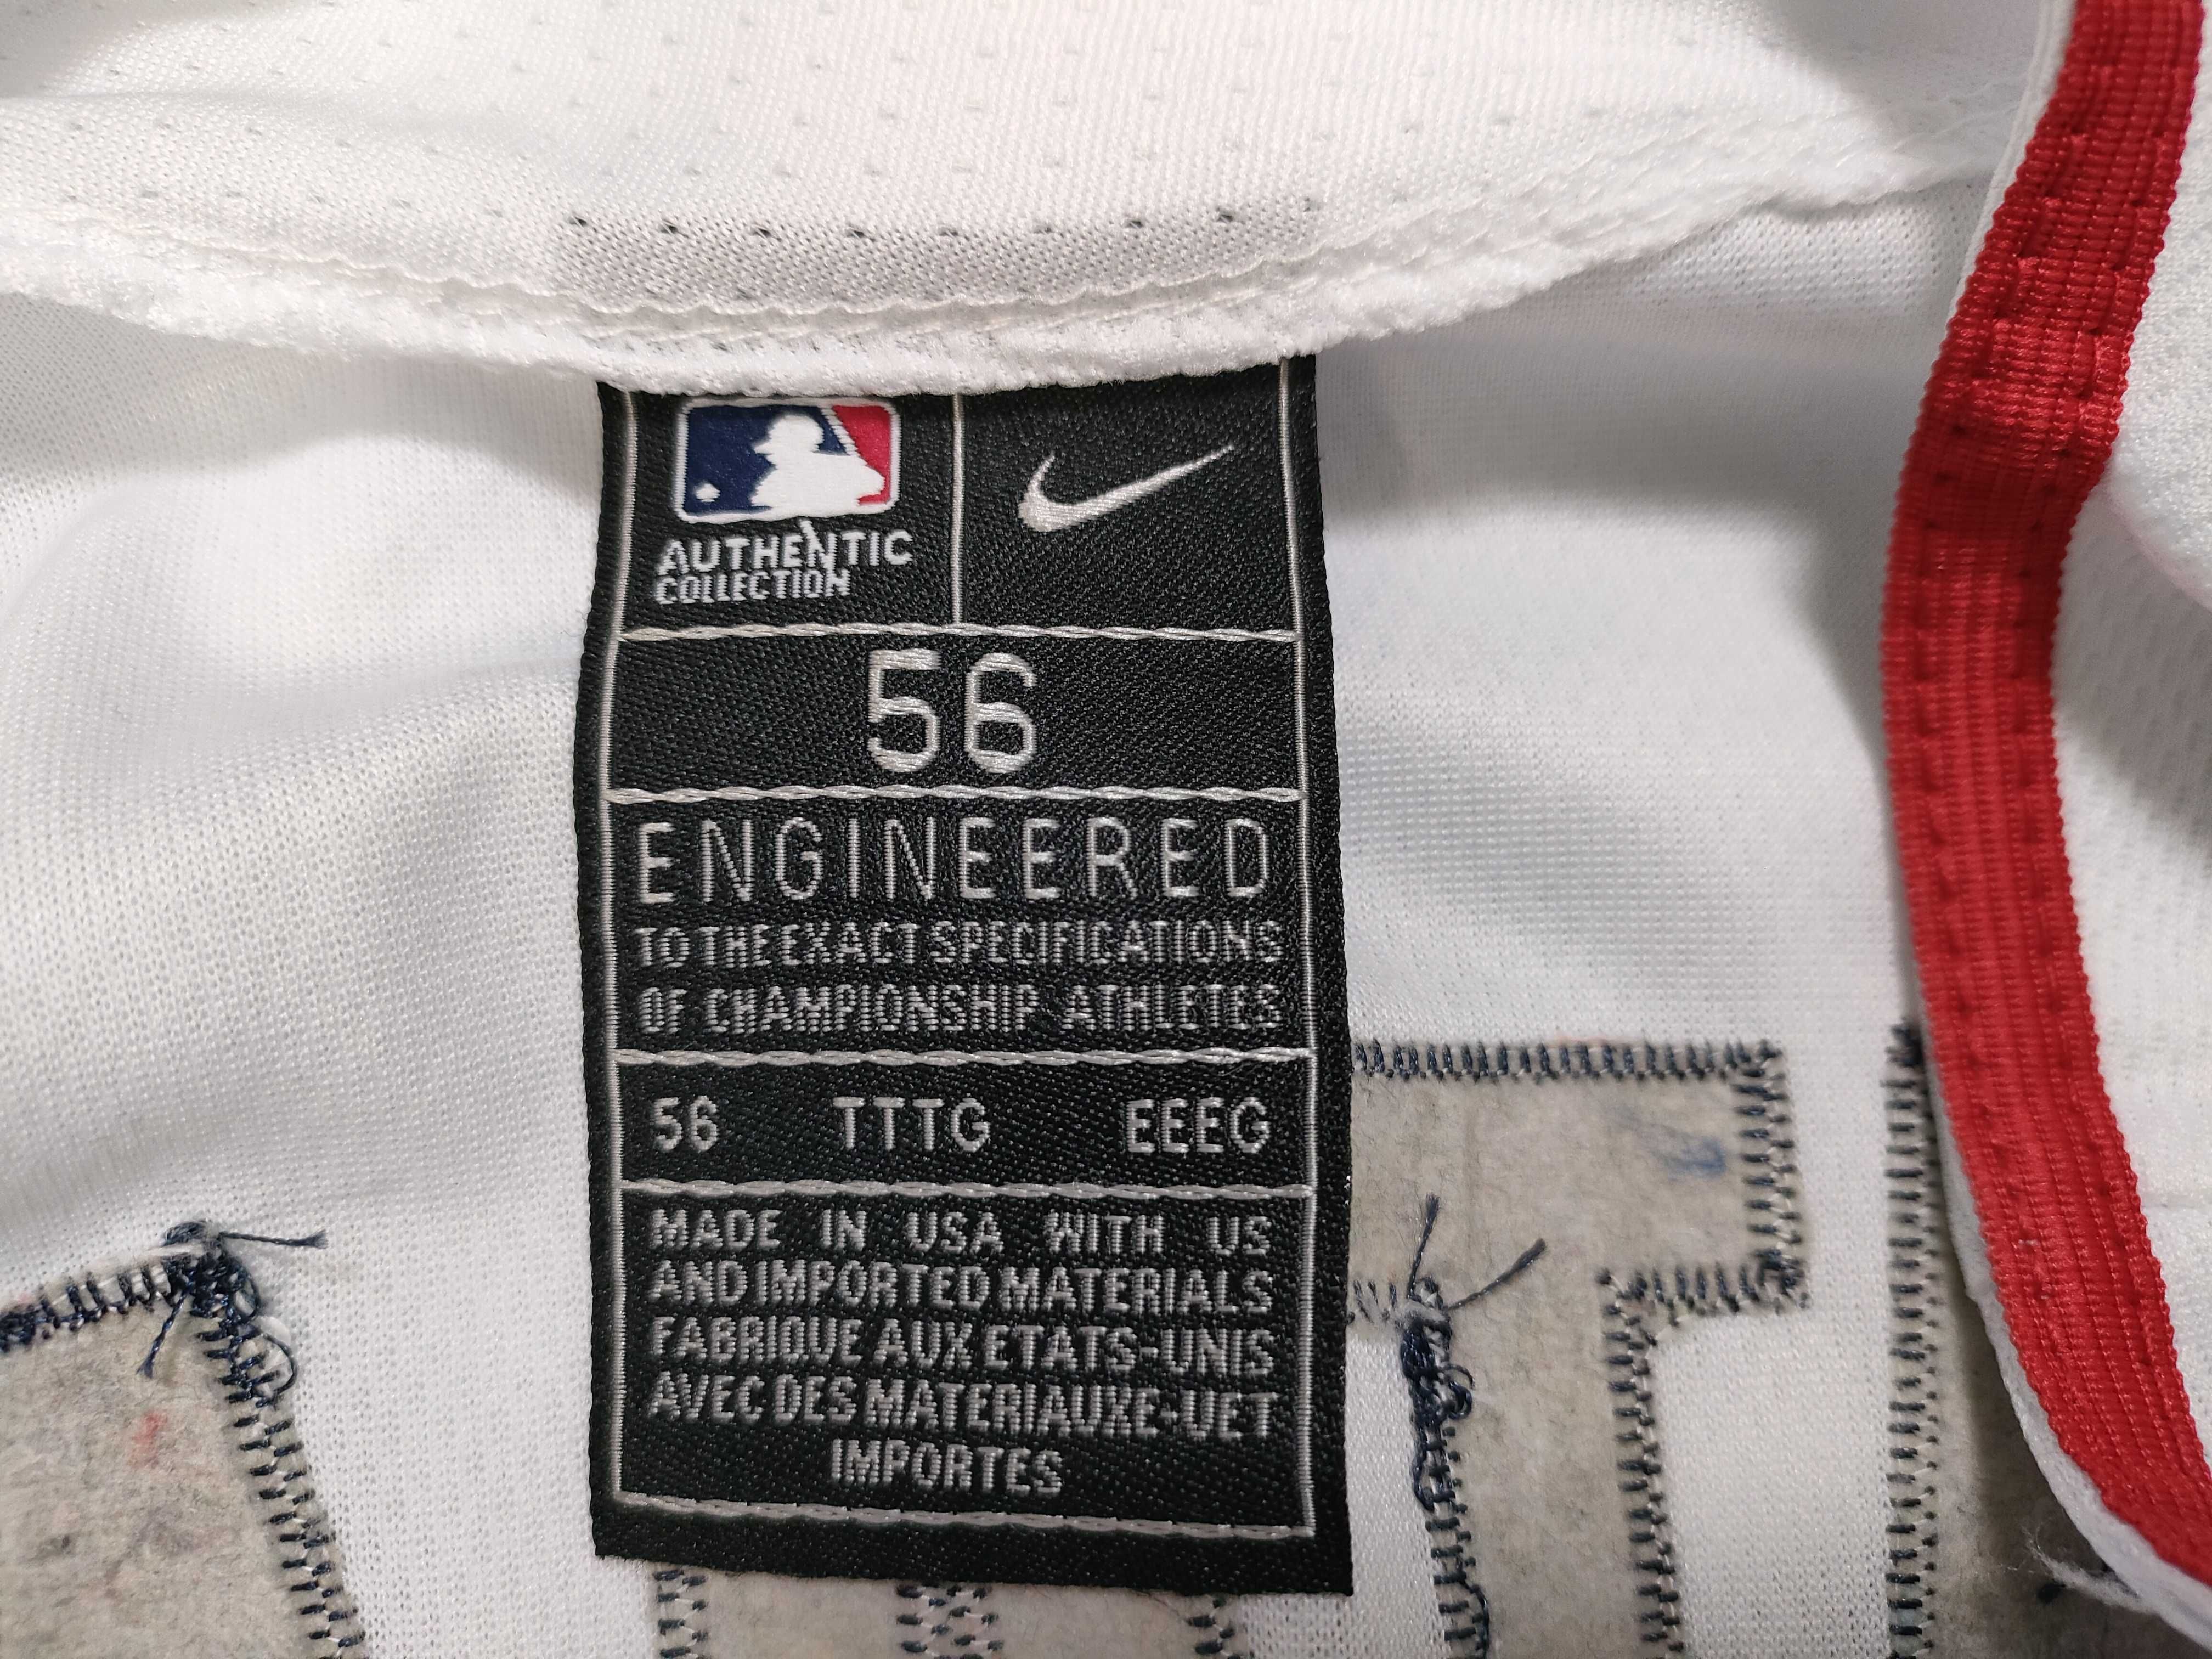 AUTHENTIC
COLLECTION
56
ENGINEERED
TO THE EXACT SPECIFICATIONS
OF CHAMPIONSHIP ATHLETES
56 TTTG EEEG
MADE IN USA WITH US
AND IMPORTED MATERIALS
FABRIQUE AUX ETATS-UNIS
AVEC DES MATERIAUXE-UET
IMPORTES